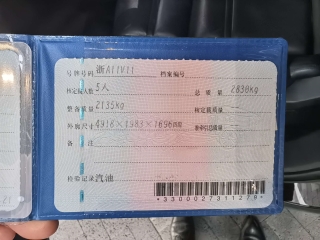 号牌号码 浙A11V11 档案编号
核定载人数 5人 总质量 2830KG
整备质量 2135KG 核定载质量 --
外廓尺寸 4918×1983×1696mm 准牵引总质量 --
备注
检验记录 汽油
*3300027311279*